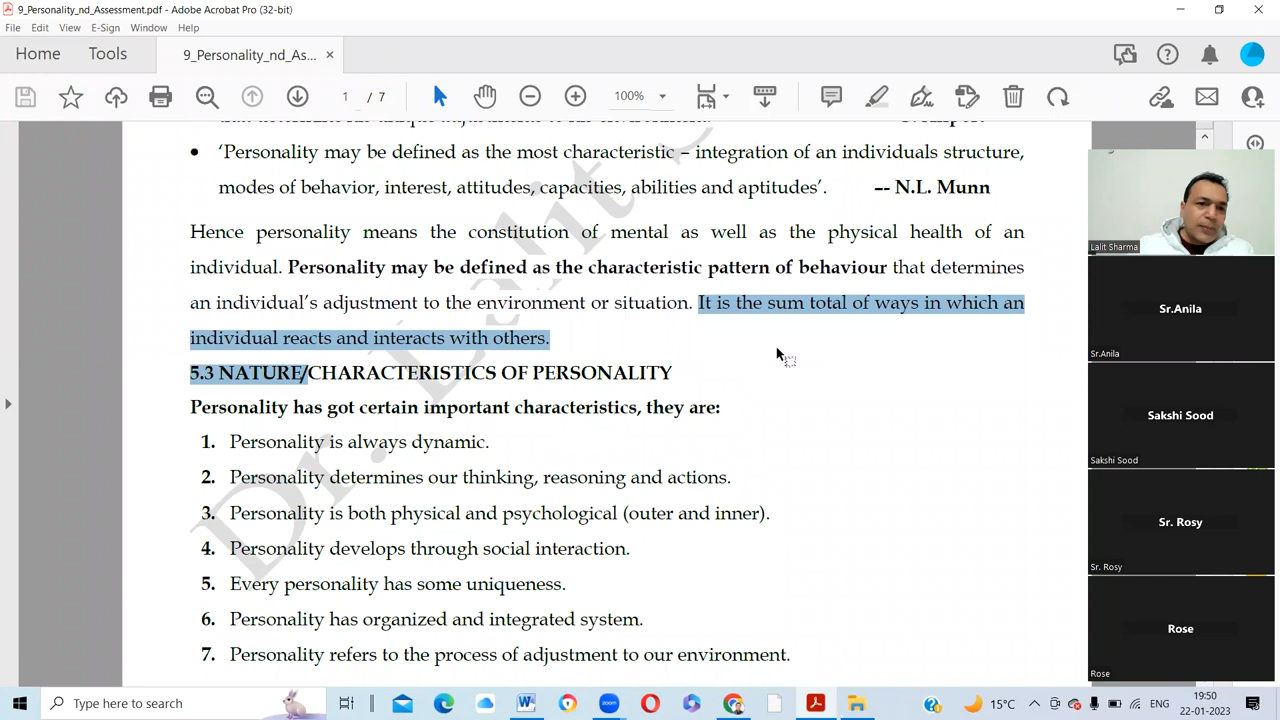 9_Personality_nd_Assessment.pdf - Adobe Acrobat Pro (32-bit)
File Edit View E-Sign Window Help
Home Tools 9_Personality_nd_As... ×
1 / 7 100%
'Personality may be defined as the most characteristic – integration of an individuals structure,
modes of behavior, interest, attitudes, capacities, abilities and aptitudes'. -- N.L. Munn
Hence personality means the constitution of mental as well as the physical health of an
individual. Personality may be defined as the characteristic pattern of behaviour that determines
an individual's adjustment to the environment or situation. It is the sum total of ways in which an
individual reacts and interacts with others.
5.3 NATURE/CHARACTERISTICS OF PERSONALITY
Personality has got certain important characteristics, they are:
1. Personality is always dynamic.
2. Personality determines our thinking, reasoning and actions.
3. Personality is both physical and psychological (outer and inner).
4. Personality develops through social interaction.
5. Every personality has some uniqueness.
6. Personality has organized and integrated system.
7. Personality refers to the process of adjustment to our environment.
Dr. Lalit
Lalit Sharma
Sr.Anila
Sr.Anila
Sakshi Sood
Sakshi Sood
Sr. Rosy
Sr. Rosy
Rose
Rose
Type here to search
15°C
ENG
19:50
22-01-2023